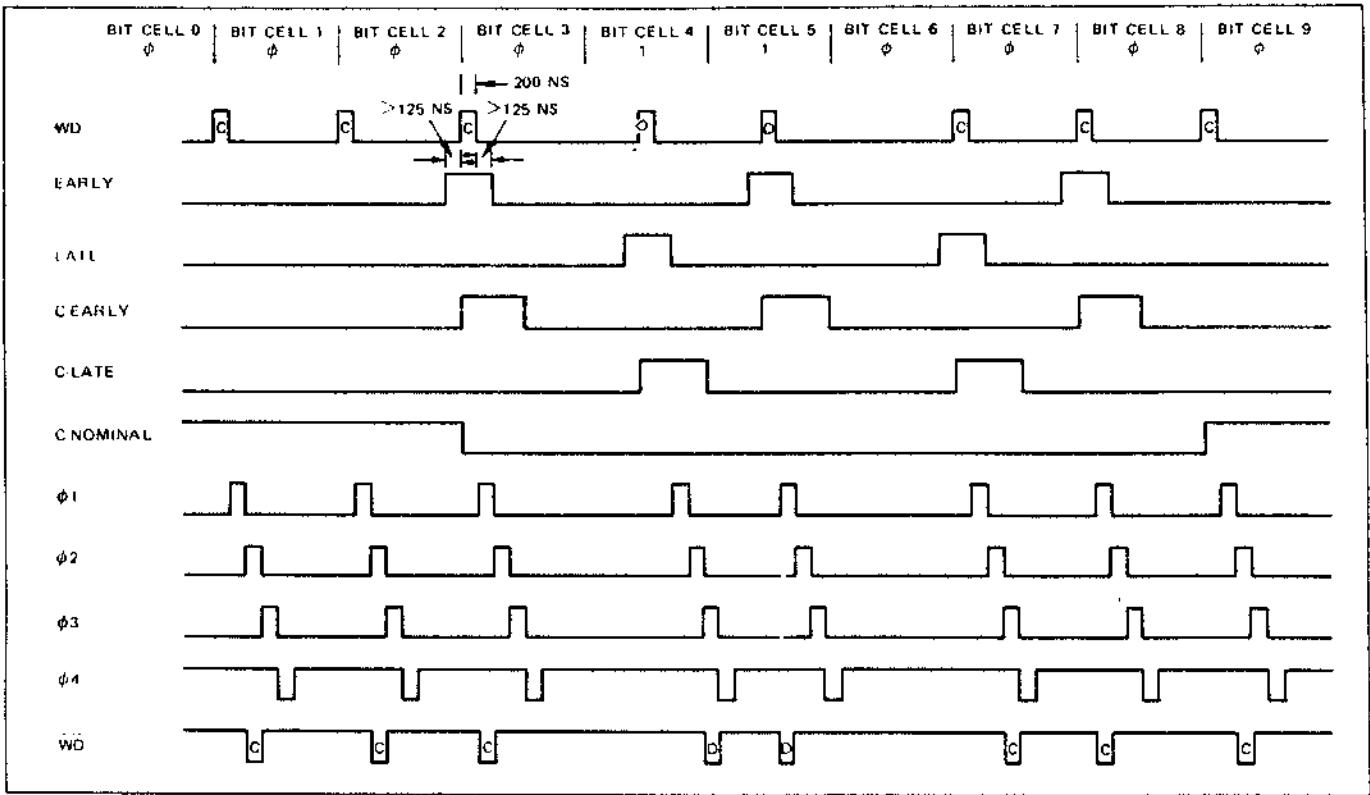 BIT CELL 0 BIT CELL 1 BIT CELL 2 BIT CELL 3 BIT CELL 4 BIT CELL 5 BIT CELL 6 BIT CELL 7 BIT CELL 8 BIT CELL 9
φ φ φ φ 1 1 φ φ φ φ
200 NS
>125 NS >125 NS
WD C C C D D C C C
EARLY
LATE
C EARLY
C LATE
C NOMINAL
φ1
φ2
φ3
φ4
W̅D̅ C C C D D C C C